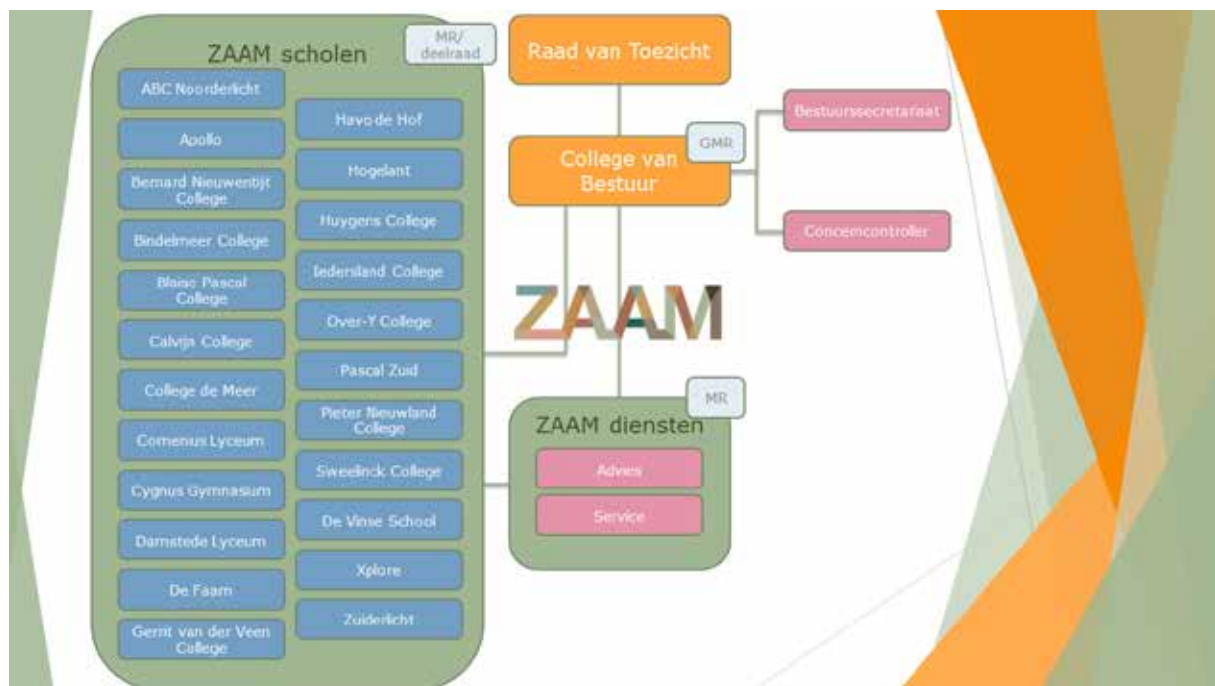 ZAAM scholen
MR/
deelraad
ABC Noorderlicht
Apollo
Bernard Nieuwentijt
College
Bindelmeer College
Blaise Pascal
College
Calvijn College
College de Meer
Comenius Lyceum
Cygnus Gymnasium
Damstede Lyceum
De Faam
Gerrit van der Veen
College
Havo de Hof
Hogelant
Huygens College
Iedersland College
Over-Y College
Pascal Zuid
Pieter Nieuwland
College
Sweelinck College
De Vinse School
Xplore
Zuiderlicht
Raad van Toezicht
College van
Bestuur
GMR
Bestuurssecretariaat
Concerncontroller
ZAAM
MR
ZAAM diensten
Advies
Service